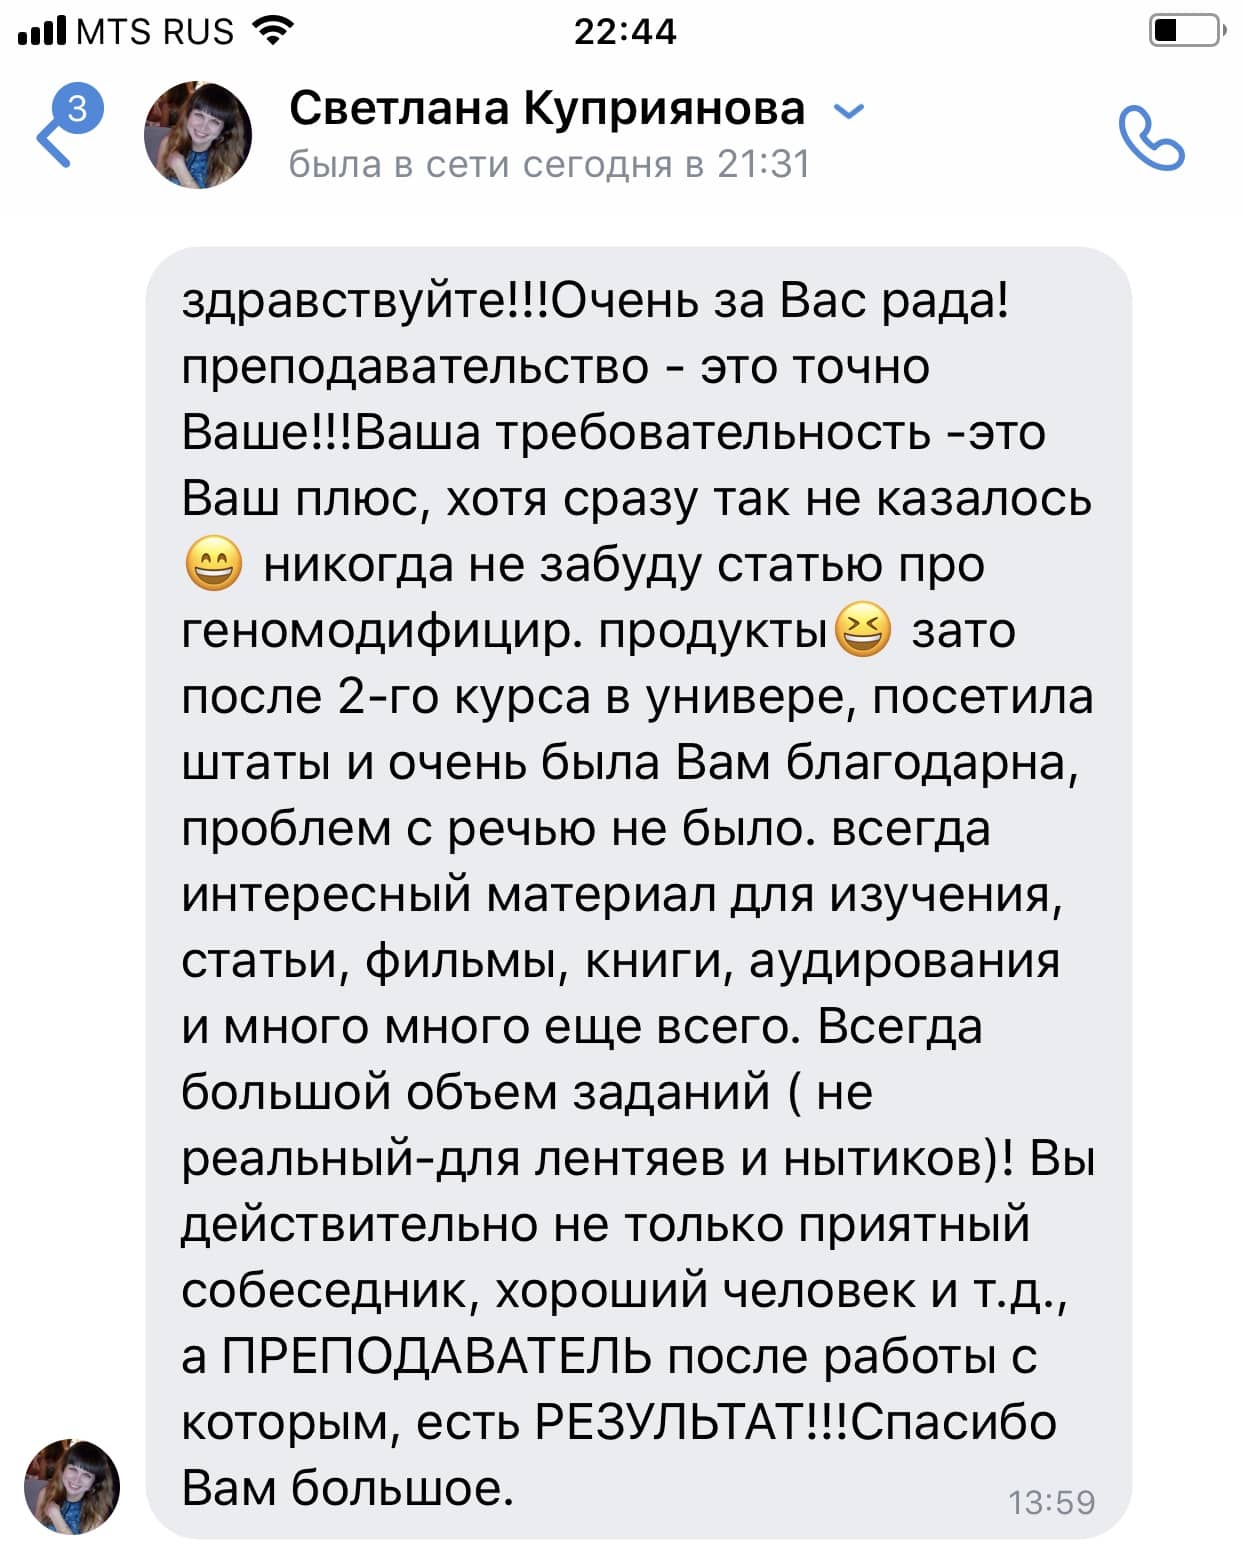 MTS RUS
22:44
3
Светлана Куприянова
была в сети сегодня в 21:31
здравствуйте!!!Очень за Вас рада!
преподавательство - это точно
Ваше!!!Ваша требовательность -это
Ваш плюс, хотя сразу так не казалось
😄 никогда не забуду статью про
геномодифицир. продукты😆 зато
после 2-го курса в универе, посетила
штаты и очень была Вам благодарна,
проблем с речью не было. всегда
интересный материал для изучения,
статьи, фильмы, книги, аудирования
и много много еще всего. Всегда
большой объем заданий ( не
реальный-для лентяев и нытиков)! Вы
действительно не только приятный
собеседник, хороший человек и т.д.,
а ПРЕПОДАВАТЕЛЬ после работы с
которым, есть РЕЗУЛЬТАТ!!!Спасибо
Вам большое.
13:59